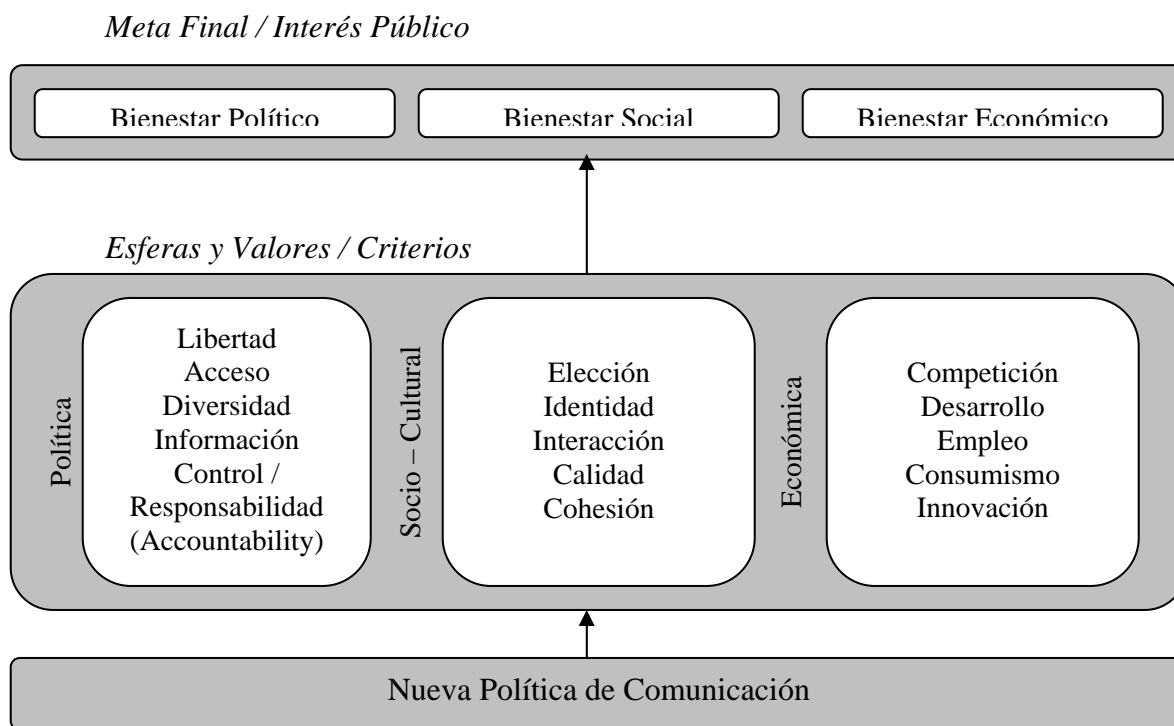 Meta Final / Interés Público
Bienestar Político
Bienestar Social
Bienestar Económico
Esferas y Valores / Criterios
Política
Libertad
Acceso
Diversidad
Información
Control /
Responsabilidad
(Accountability)
Socio – Cultural
Elección
Identidad
Interacción
Calidad
Cohesión
Económica
Competición
Desarrollo
Empleo
Consumismo
Innovación
Nueva Política de Comunicación